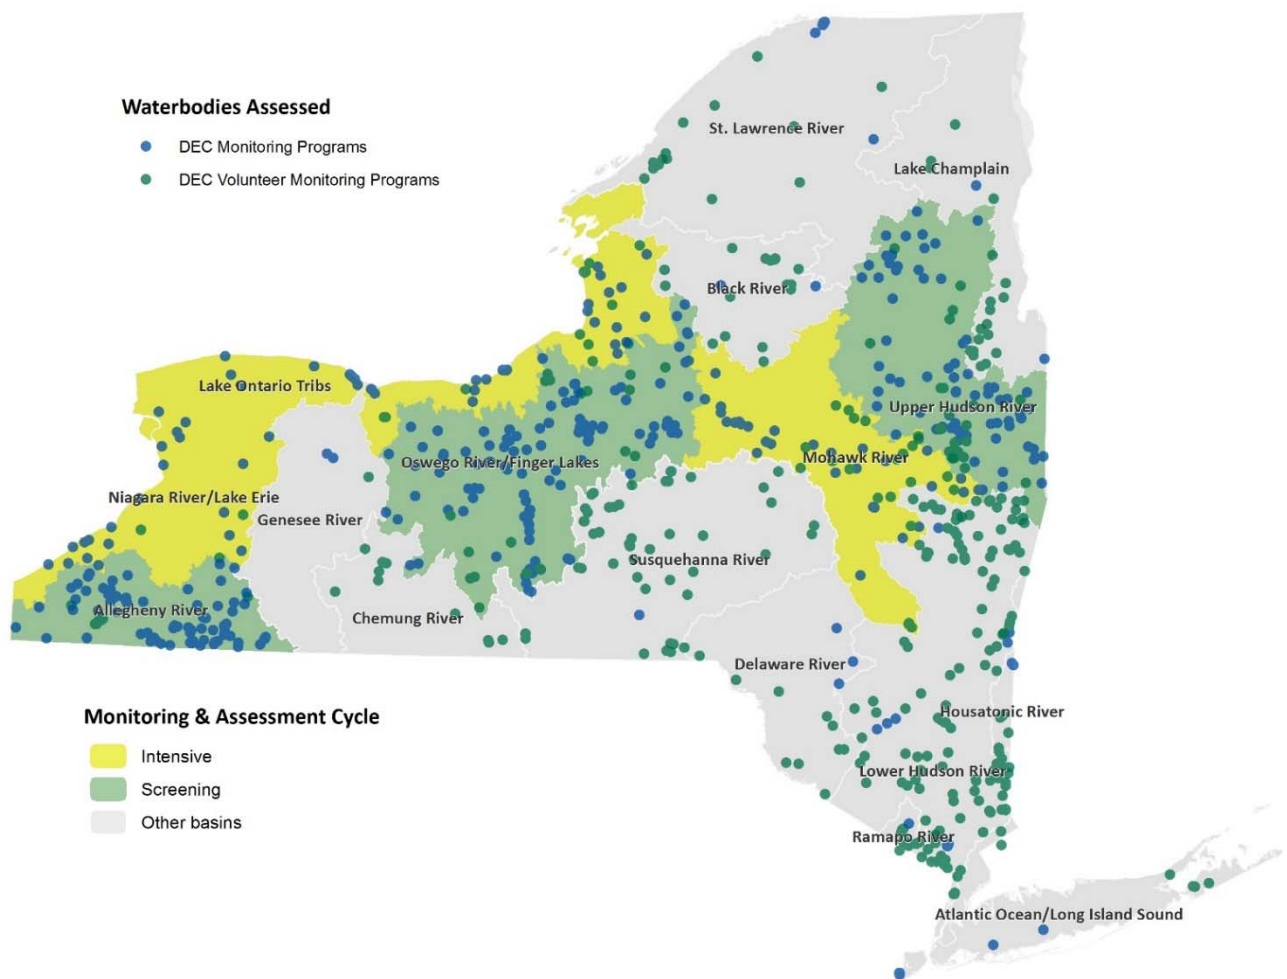 Waterbodies Assessed
DEC Monitoring Programs
DEC Volunteer Monitoring Programs
St. Lawrence River
Lake Champlain
Black River
Lake Ontario Tribs
Upper Hudson River
Mohawk River
Oswego River/Finger Lakes
Niagara River/Lake Erie
Genesee River
Susquehanna River
Allegheny River
Chemung River
Delaware River
Monitoring & Assessment Cycle
Intensive
Screening
Other basins
Housatonic River
Lower Hudson River
Ramapo River
Atlantic Ocean/Long Island Sound